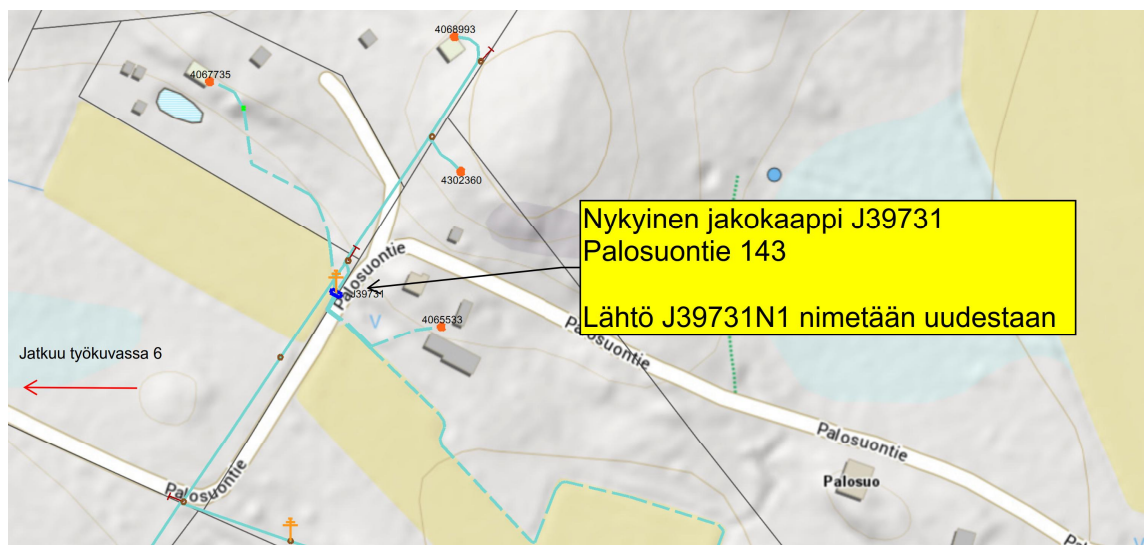 4068993
4067735
4302360
Nykyinen jakokaappi J39731
Palosuontie 143
Lähtö J39731N1 nimetään uudestaan
Palosuontie
J39731
V
4065533
Palosuontie
Jatkuu työkuvassa 6
Palosuontie
Palosuontie
Palosuo